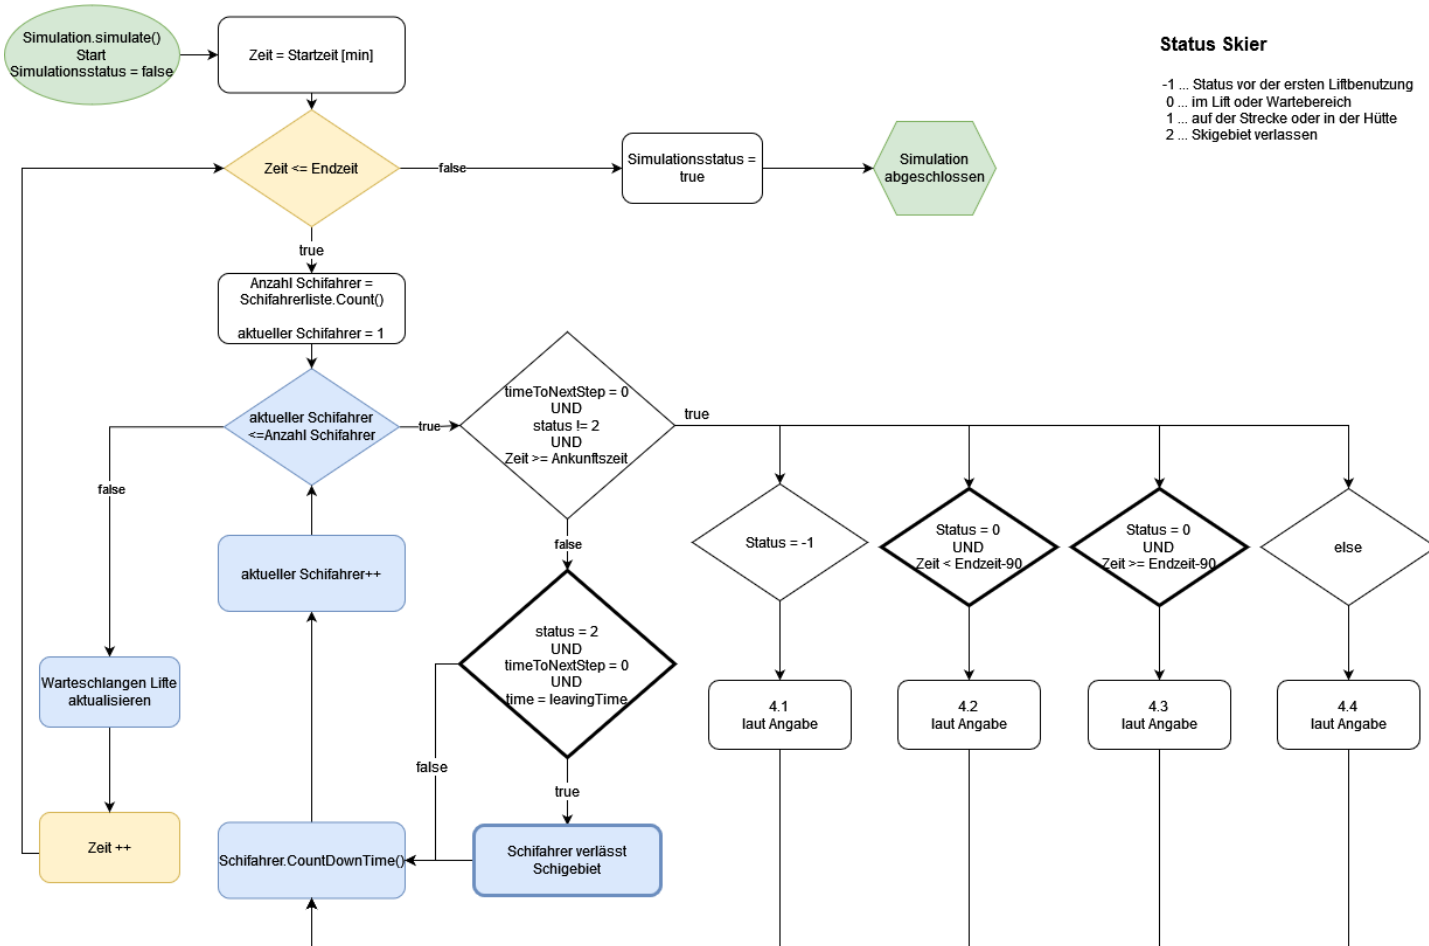 Simulation.simulate()
Start
Simulationsstatus = false
Zeit = Startzeit [min]
Status Skier
-1 ... Status vor der ersten Liftbenutzung
0 ... im Lift oder Wartebereich
1 ... auf der Strecke oder in der Hütte
2 ... Skigebiet verlassen
Zeit <= Endzeit
false
Simulationsstatus =
true
Simulation
abgeschlossen
true
Anzahl Schifahrer =
Schifahrerliste.Count()
aktueller Schifahrer = 1
aktueller Schifahrer
<=Anzahl Schifahrer
true
timeToNextStep = 0
UND
status != 2
UND
Zeit >= Ankunftszeit
true
false
false
Status = -1
Status = 0
UND
Zeit < Endzeit-90
Status = 0
UND
Zeit >= Endzeit-90
else
aktueller Schifahrer++
status = 2
UND
timeToNextStep = 0
UND
time = leavingTime
Warteschlangen Lifte
aktualisieren
4.1
laut Angabe
4.2
laut Angabe
4.3
laut Angabe
4.4
laut Angabe
false
true
Zeit ++
Schifahrer.CountDownTime()
Schifahrer verlässt
Schigebiet